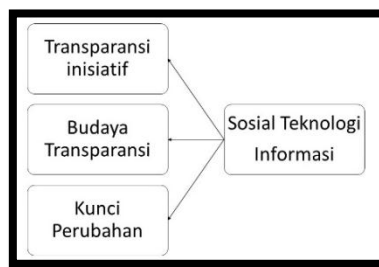 Transparansi
inisiatif
Budaya
Transparansi
Kunci
Perubahan
Sosial Teknologi
Informasi